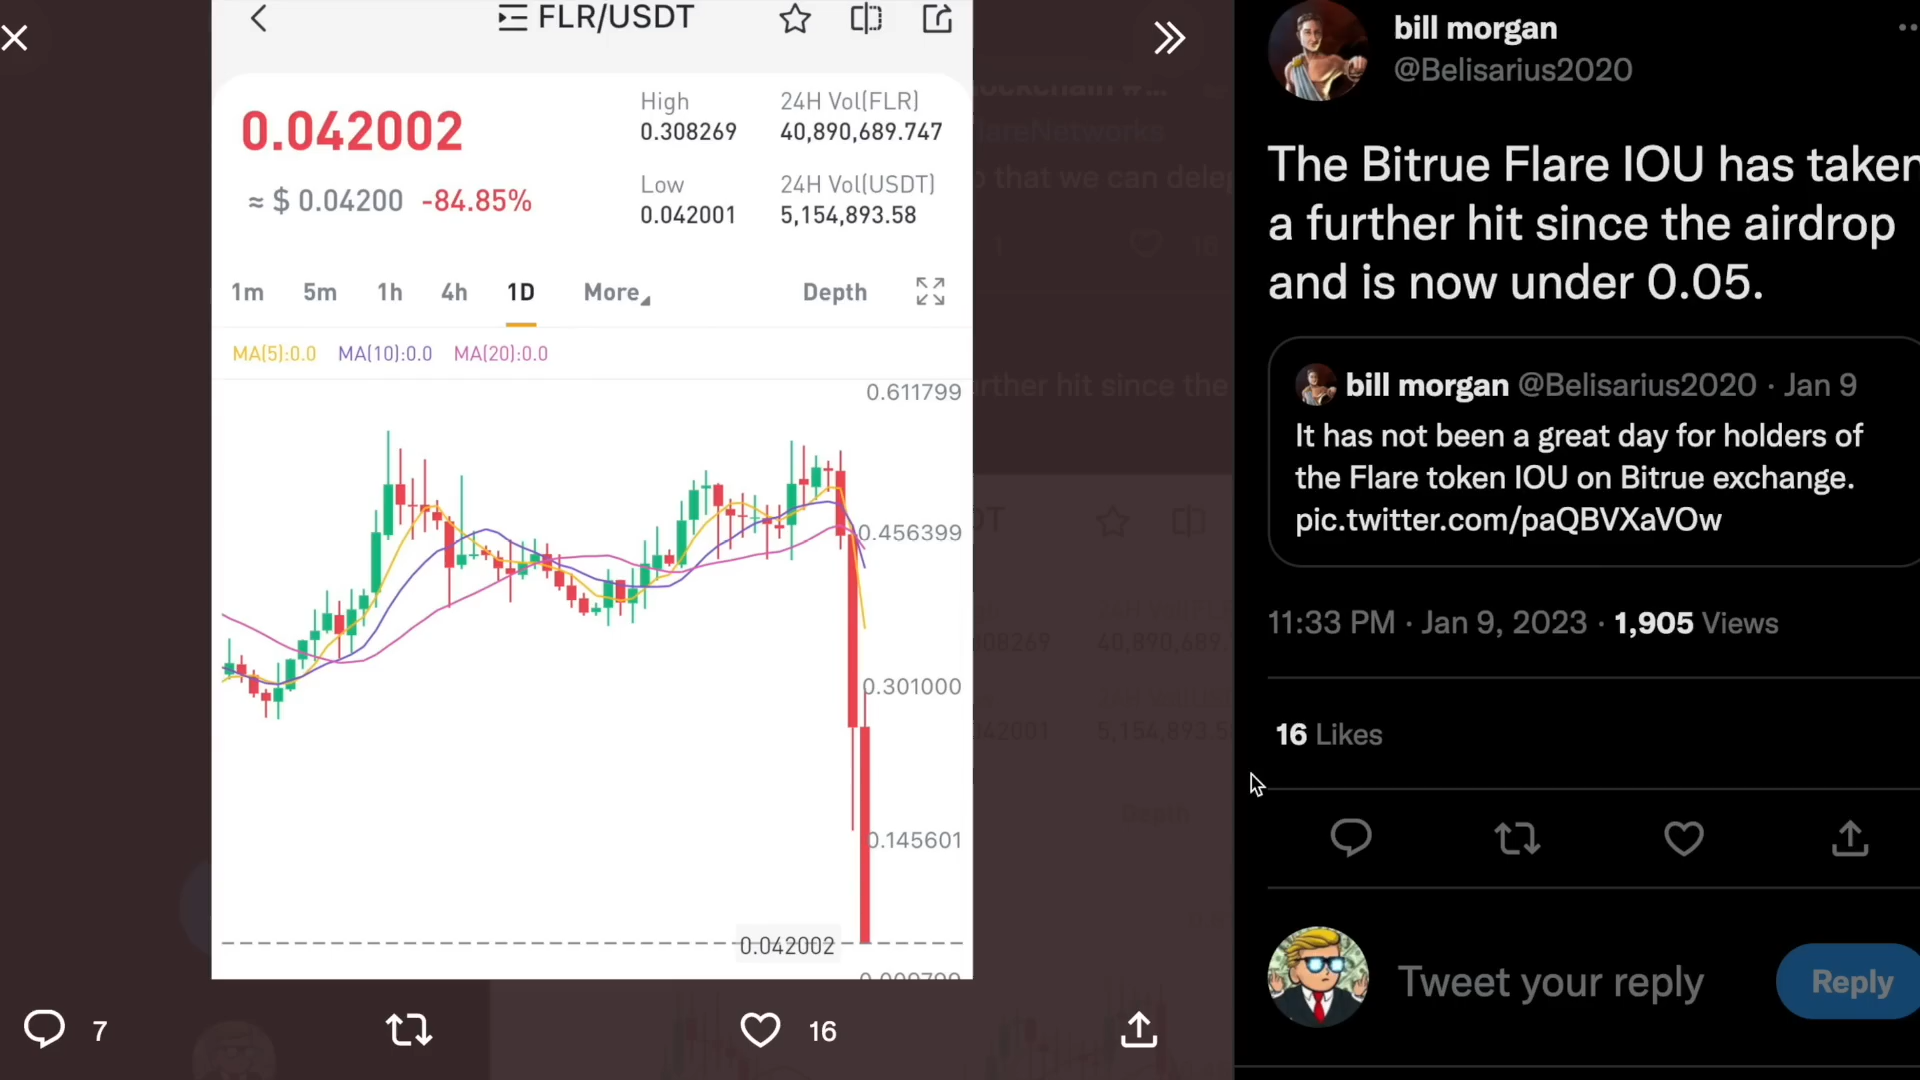 FLR/USDT
0.042002
≈ $ 0.04200 -84.85%
High
0.308269
24H Vol(FLR)
40,890,689.747
Low
0.042001
24H Vol(USDT)
5,154,893.58
1m 5m 1h 4h 1D More Depth
MA(5):0.0 MA(10):0.0 MA(20):0.0
0.611799
0.456399
0.301000
0.145601
0.042002
7
16
bill morgan
@Belisarius2020
The Bitrue Flare IOU has taken
a further hit since the airdrop
and is now under 0.05.
bill morgan @Belisarius2020 · Jan 9
It has not been a great day for holders of
the Flare token IOU on Bitrue exchange.
pic.twitter.com/paQBVXaVOw
11:33 PM · Jan 9, 2023 · 1,905 Views
16 Likes
Tweet your reply
Reply